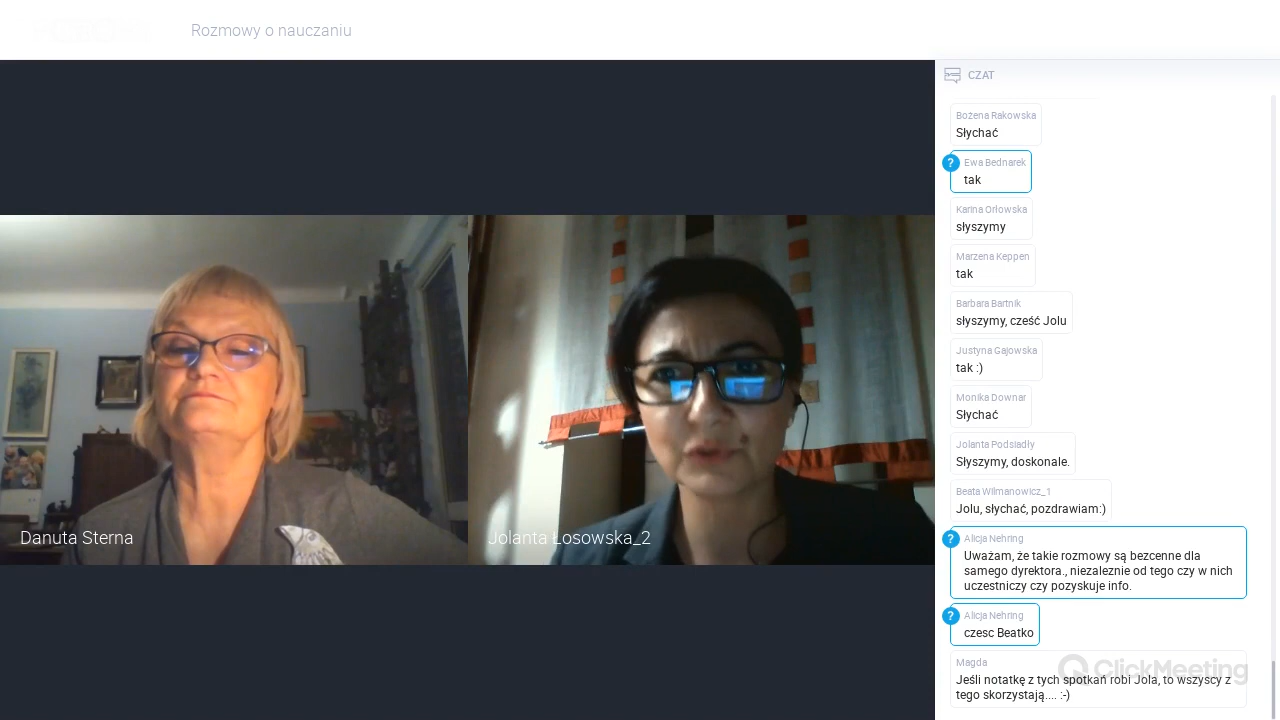 Rozmowy o nauczaniu
CZAT
Bożena Rakowska
Słychać
?
Ewa Bednarek
tak
Karina Orłowska
słyszymy
Marzena Keppen
tak
Barbara Bartnik
słyszymy, cześć Jolu
Justyna Gajowska
tak :)
Monika Downar
Słychać
Jolanta Podsiadly
Slyszymy, doskonale.
Beata Wilmanowicz_1
Jolu, słychać, pozdrawiam:)
?
Alicja Nehring
Uważam, że takie rozmowy są bezcenne dla
samego dyrektora., niezaleznie od tego czy w nich
uczestniczy czy pozyskuje info.
?
Alicja Nehring
czesc Beatko
Magda
Jeśli notatkę z tych spotkań robi Jola, to wszyscy z
tego skorzystają.... :-)
ClickMeeting
Danuta Sterna
Jolanta Łosowska_2